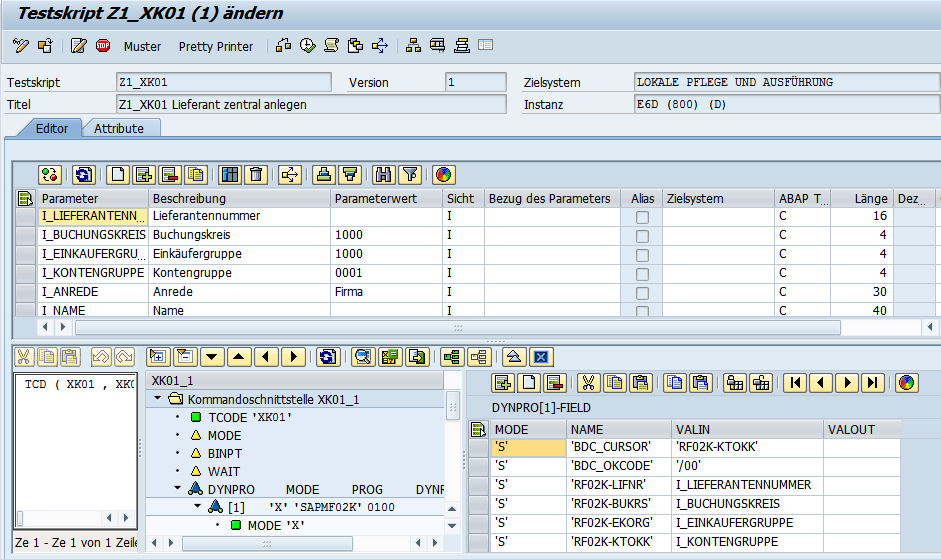 Testskript Z1_XK01 (1) ändern
Muster Pretty Printer
Testskript Z1_XK01 Version 1 Zielsystem LOKALE PFLEGE UND AUSFÜHRUNG
Titel Z1_XK01 Lieferant zentral anlegen Instanz E6D (800) (D)
Editor Attribute
Parameter Beschreibung Parameterwert Sicht Bezug des Parameters Alias Zielsystem ABAP T... Länge Dez...
I_LIEFERANTENN... Lieferantennummer I C 16
I_BUCHUNGSKREIS Buchungskreis 1000 I C 4
I_EINKAUFERGRU... Einkäufergruppe 1000 I C 4
I_KONTENGRUPPE Kontengruppe 0001 I C 4
I_ANREDE Anrede Firma I C 30
I_NAME Name I C 40
TCD ( XK01 , XK0
Ze 1 - Ze 1 von 1 Zeile
XK01_1
Kommandoschnittstelle XK01_1
TCODE 'XK01'
MODE
BINPT
WAIT
DYNPRO MODE PROG DYNR
[1] 'X' 'SAPMF02K' 0100
MODE 'X'
DYNPRO[1]-FIELD
MODE NAME VALIN VALOUT
'S' 'BDC_CURSOR' 'RF02K-KTOKK'
'S' 'BDC_OKCODE' '/00'
'S' 'RF02K-LIFNR' I_LIEFERANTENNUMMER
'S' 'RF02K-BUKRS' I_BUCHUNGSKREIS
'S' 'RF02K-EKORG' I_EINKAUFERGRUPPE
'S' 'RF02K-KTOKK' I_KONTENGRUPPE